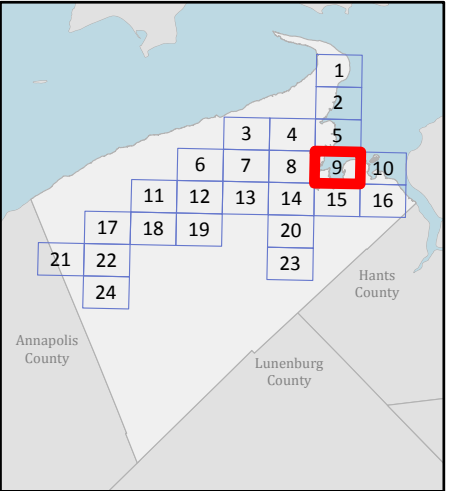 1
2
3 4 5
6 7 8 9 10
11 12 13 14 15 16
17 18 19 20
21 22 23
24
Hants
County
Annapolis
County
Lunenburg
County